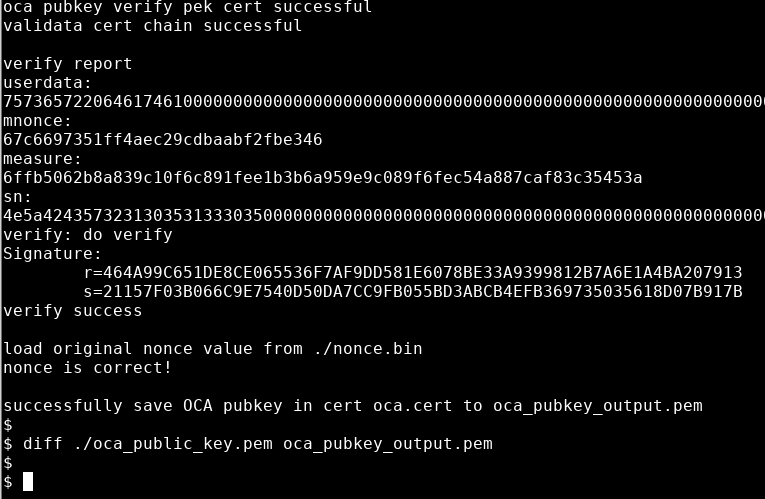 oca pubkey verify pek cert successful
validata cert chain successful
verify report
userdata:
7573657220646174610000000000000000000000000000000000000000000000000000000000
mnonce:
67c6697351ff4aec29cdbaabf2fbe346
measure:
6ffb5062b8a839c10f6c891fee1b3b6a959e9c089f6fec54a887caf83c35453a
sn:
4e5a4243573231303531333035000000000000000000000000000000000000000000000000000
verify: do verify
Signature:
r=464A99C651DE8CE065536F7AF9DD581E6078BE33A9399812B7A6E1A4BA207913
s=21157F03B066C9E7540D50DA7CC9FB055BD3ABCB4EFB369735035618D07B917B
verify success
load original nonce value from ./nonce.bin
nonce is correct!
successfully save OCA pubkey in cert oca.cert to oca_pubkey_output.pem
$
$ diff ./oca_public_key.pem oca_pubkey_output.pem
$
$